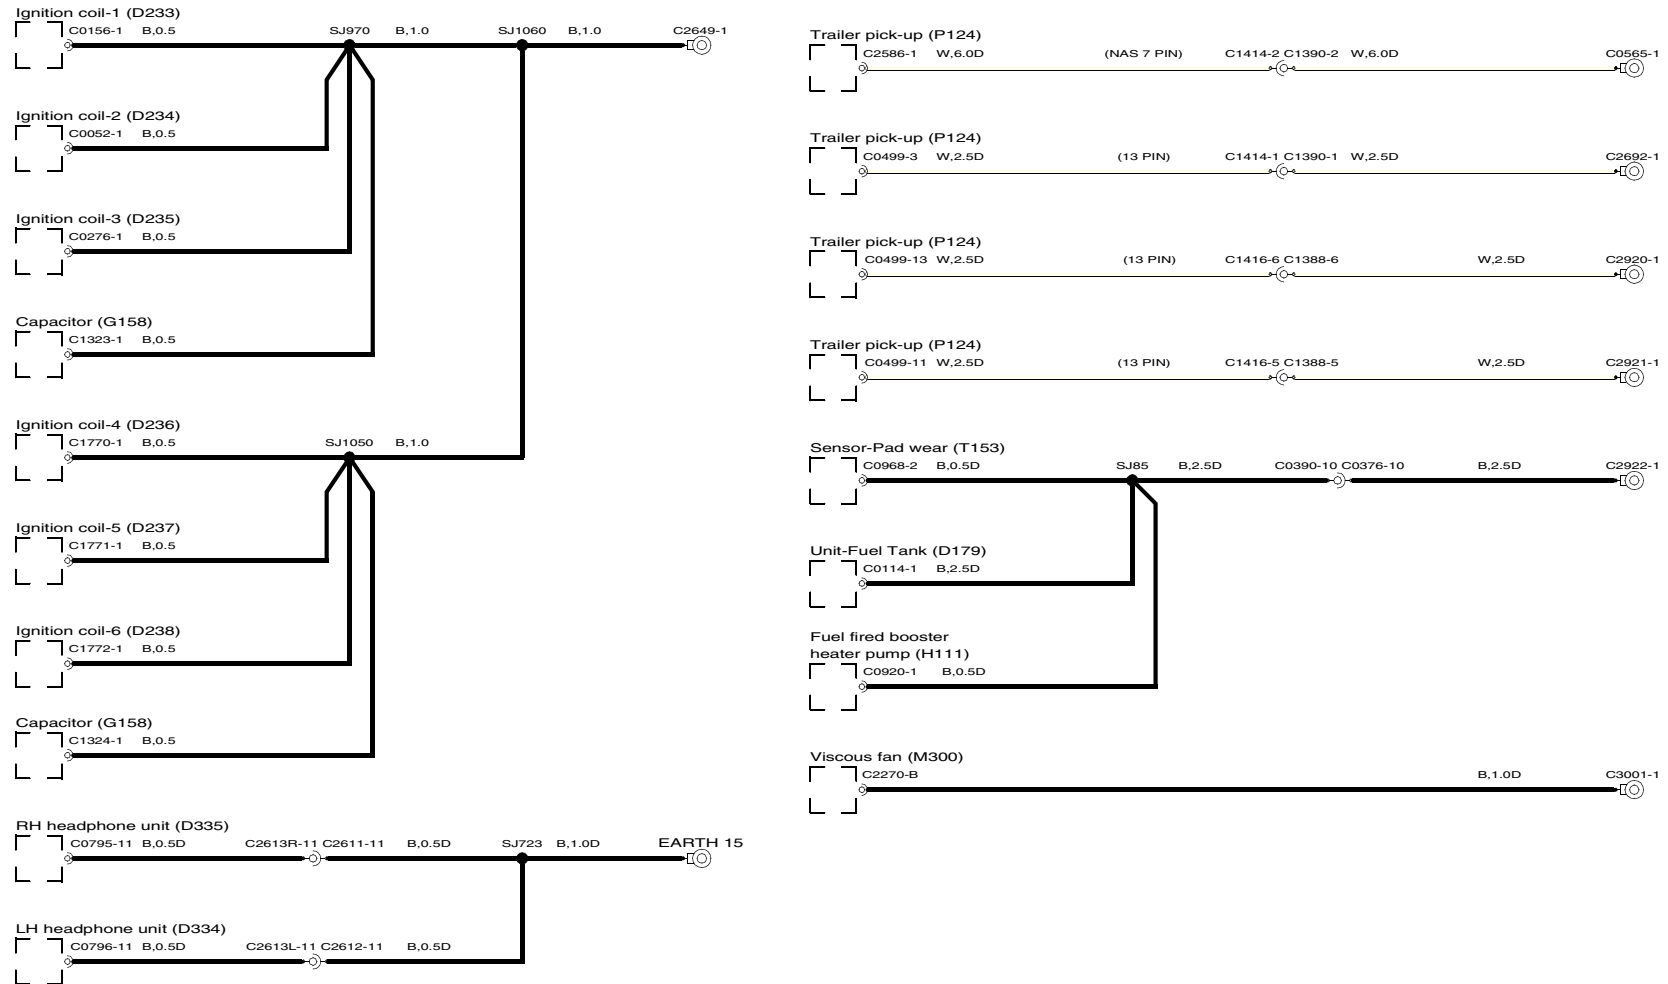 Ignition coil-1 (D233)
C0156-1 B,0.5 SJ970 B,1.0 SJ1060 B,1.0 C2649-1
Ignition coil-2 (D234)
C0052-1 B,0.5
Ignition coil-3 (D235)
C0276-1 B,0.5
Capacitor (G158)
C1323-1 B,0.5
Ignition coil-4 (D236)
C1770-1 B,0.5 SJ1050 B,1.0
Ignition coil-5 (D237)
C1771-1 B,0.5
Ignition coil-6 (D238)
C1772-1 B,0.5
Capacitor (G158)
C1324-1 B,0.5
RH headphone unit (D335)
C0795-11 B,0.5D C2613R-11 C2611-11 B,0.5D SJ723 B,1.0D EARTH 15
LH headphone unit (D334)
C0796-11 B,0.5D C2613L-11 C2612-11 B,0.5D
Trailer pick-up (P124)
C2586-1 W,6.0D (NAS 7 PIN) C1414-2 C1390-2 W,6.0D C0565-1
Trailer pick-up (P124)
C0499-3 W,2.5D (13 PIN) C1414-1 C1390-1 W,2.5D C2692-1
Trailer pick-up (P124)
C0499-13 W,2.5D (13 PIN) C1416-6 C1388-6 W,2.5D C2920-1
Trailer pick-up (P124)
C0499-11 W,2.5D (13 PIN) C1416-5 C1388-5 W,2.5D C2921-1
Sensor-Pad wear (T153)
C0968-2 B,0.5D SJ85 B,2.5D C0390-10 C0376-10 B,2.5D C2922-1
Unit-Fuel Tank (D179)
C0114-1 B,2.5D
Fuel fired booster
heater pump (H111)
C0920-1 B,0.5D
Viscous fan (M300)
C2270-B B,1.0D C3001-1